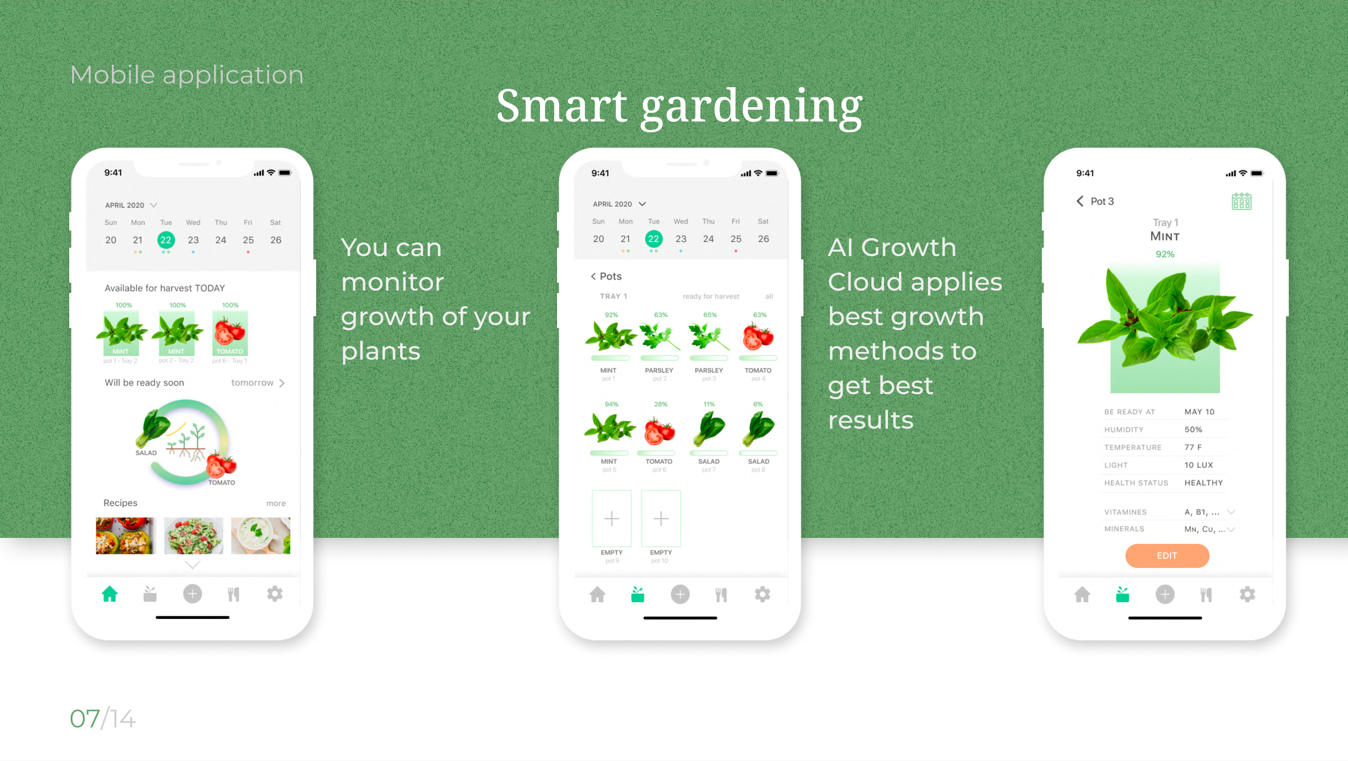 Mobile application
Smart gardening
9:41
APRIL 2020
Sun Mon Tue Wed Thu Fri Sat
20 21 22 23 24 25 26
Available for harvest TODAY
100% 100% 100%
MINT MINT TOMATO
pot 1 - Tray 2 pot 2 - Tray 2 pot 6 - Tray 1
Will be ready soon tomorrow
SALAD
TOMATO
Recipes more
You can
monitor
growth of your
plants
9:41
APRIL 2020
Sun Mon Tue Wed Thu Fri Sat
20 21 22 23 24 25 26
Pots
TRAY 1 ready for harvest all
92% 63% 65% 63%
MINT PARSLEY PARSLEY TOMATO
pot 1 pot 2 pot 3 pot 4
94% 28% 11% 6%
MINT TOMATO SALAD SALAD
pot 5 pot 6 pot 7 pot 8
EMPTY EMPTY
pot 9 pot 10
AI Growth
Cloud applies
best growth
methods to
get best
results
9:41
Pot 3
Tray 1
MINT
92%
BE READY AT MAY 10
HUMIDITY 50%
TEMPERATURE 77 F
LIGHT 10 LUX
HEALTH STATUS HEALTHY
VITAMINES A, B1, ...
MINERALS MN, CU, ...
EDIT
07/14